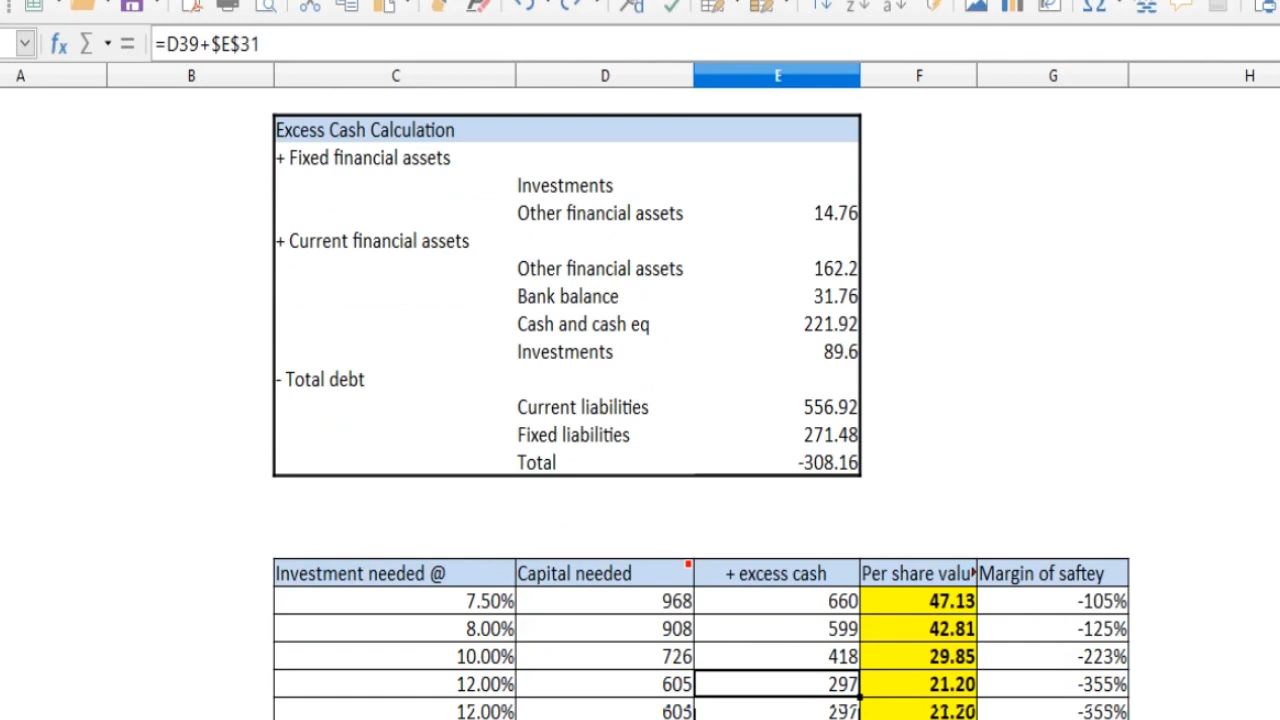 =D39+$E$31
A B C D E F G H
Excess Cash Calculation
+ Fixed financial assets
Investments
Other financial assets 14.76
+ Current financial assets
Other financial assets 162.2
Bank balance 31.76
Cash and cash eq 221.92
Investments 89.6
- Total debt
Current liabilities 556.92
Fixed liabilities 271.48
Total -308.16
Investment needed @ Capital needed + excess cash Per share valu Margin of saftey
7.50% 968 660 47.13 -105%
8.00% 908 599 42.81 -125%
10.00% 726 418 29.85 -223%
12.00% 605 297 21.20 -355%
12.00% 605 297 21.20 -355%